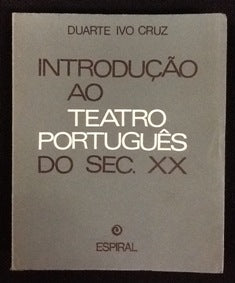 DUARTE IVO CRUZ
INTRODUÇÃO
AO
TEATRO
PORTUGUÊS
DO SEC. XX
ESPIRAL